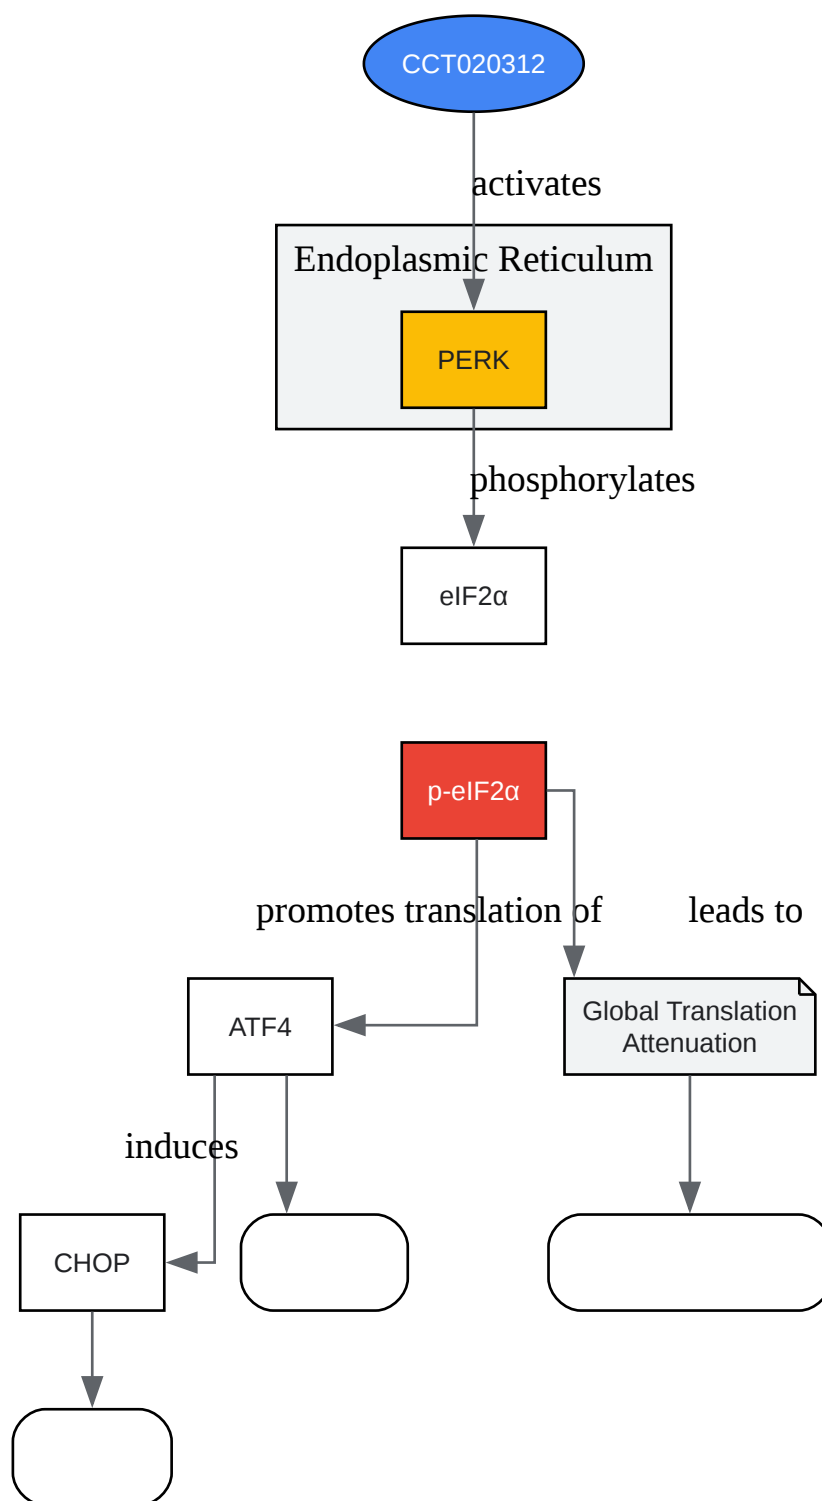 CCT020312
activates
Endoplasmic Reticulum
PERK
phosphorylates
eIF2α
p-eIF2α
promotes translation of
leads to
ATF4
Global Translation
Attenuation
induces
CHOP